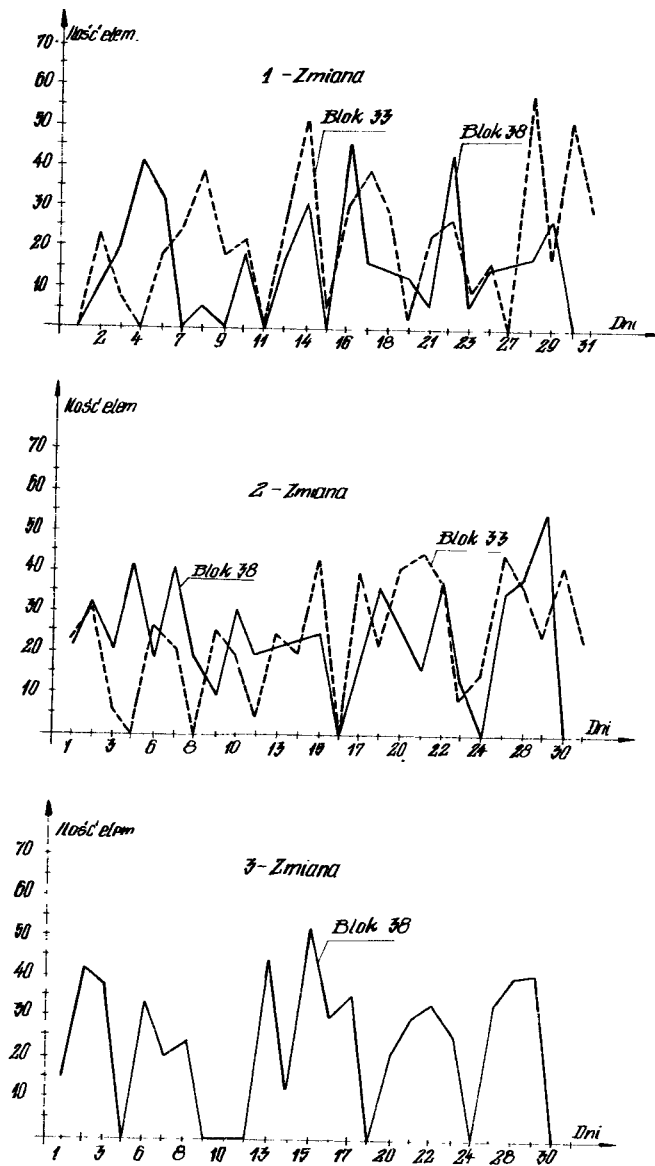 Ilość elem.
70
60
50
40
30
20
10
1 - Zmiana
Blok 33
Blok 38
2 4 7 9 11 14 16 18 21 23 27 29 31
Dni
Ilość elem
70
60
50
40
30
20
10
2 - Zmiana
Blok 38
Blok 33
1 3 6 8 10 13 15 17 20 22 24 28 30
Dni
Ilość elem
70
60
50
40
30
20
10
3 - Zmiana
Blok 38
1 3 6 8 10 13 15 17 20 22 24 28 30
Dni